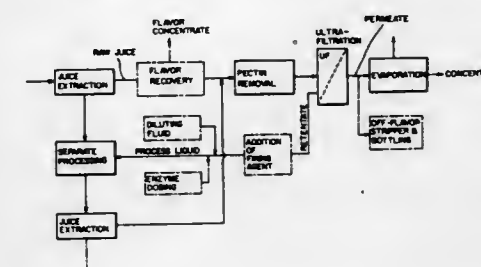 FLAVOR
CONCENTRATE
ULTRA-
FILTRATION
PERMEATE
RAW JUICE
UF
JUICE
EXTRACTION
FLAVOR
RECOVERY
PECTIN
REMOVAL
EVAPORATION
CONCENT
DILUTING
FLUID
RETENTATE
OFF-FLAVOR
STRIPPER &
BOTTLING
SEPARATE
PROCESSING
PROCESS LIQUID
ADDITION
OF
FINING
AGENT
ENZYME
DOSING
JUICE
EXTRACTION